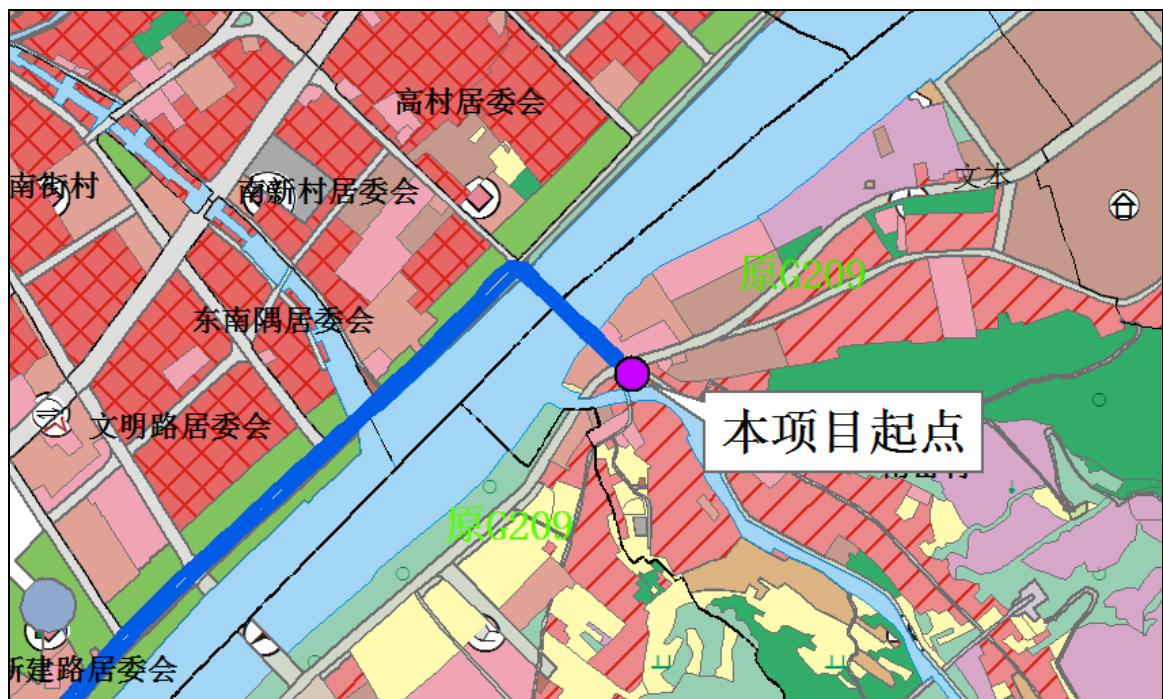 高村居委会
文本
南街村
南新村居委会
原G209
东南隅居委会
文明路居委会
本项目起点
原G209
新建路居委会